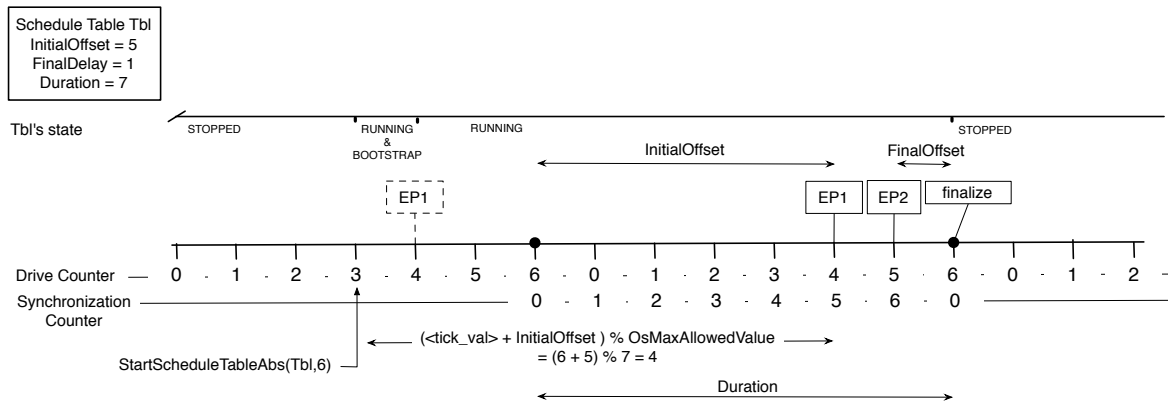 Schedule Table Tbl
InitialOffset = 5
FinalDelay = 1
Duration = 7
Tbl's state
STOPPED
RUNNING
&
BOOTSTRAP
RUNNING
STOPPED
InitialOffset
FinalOffset
EP1
EP1
EP2
finalize
Drive Counter
0 - 1 - 2 - 3 - 4 - 5 - 6 - 0 - 1 - 2 - 3 - 4 - 5 - 6 - 0 - 1 - 2
Synchronization
Counter
0 - 1 - 2 - 3 - 4 - 5 - 6 - 0
StartScheduleTableAbs(Tbl,6)
(<tick_val> + InitialOffset ) % OsMaxAllowedValue
= (6 + 5) % 7 = 4
Duration